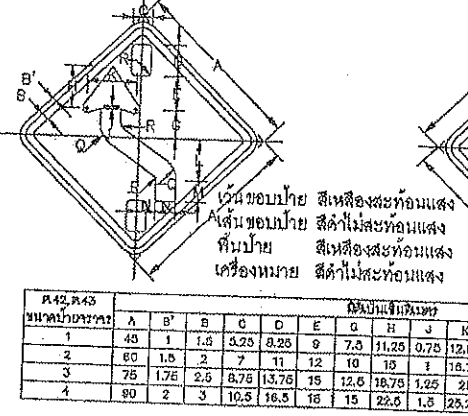 C
A
R
B'
B
H
G
R
Q
E
C
M
N
N
A
เว้นขอบป้าย สีเหลืองสะท้อนแสง
เส้นขอบป้าย สีดำไม่สะท้อนแสง
พื้นป้าย สีเหลืองสะท้อนแสง
เครื่องหมาย สีดำไม่สะท้อนแสง
ต.42, ต.43
ขนาดป้ายจราจร A B' B C D E G H J
1 45 1 1.5 5.25 8.25 9 7.5 11.25 0.75
2 60 1.5 2 7 11 12 10 15 1
3 75 1.75 2.5 8.75 13.75 15 12.5 18.75 1.25
4 90 2 3 10.5 16.5 18 15 22.5 1.5